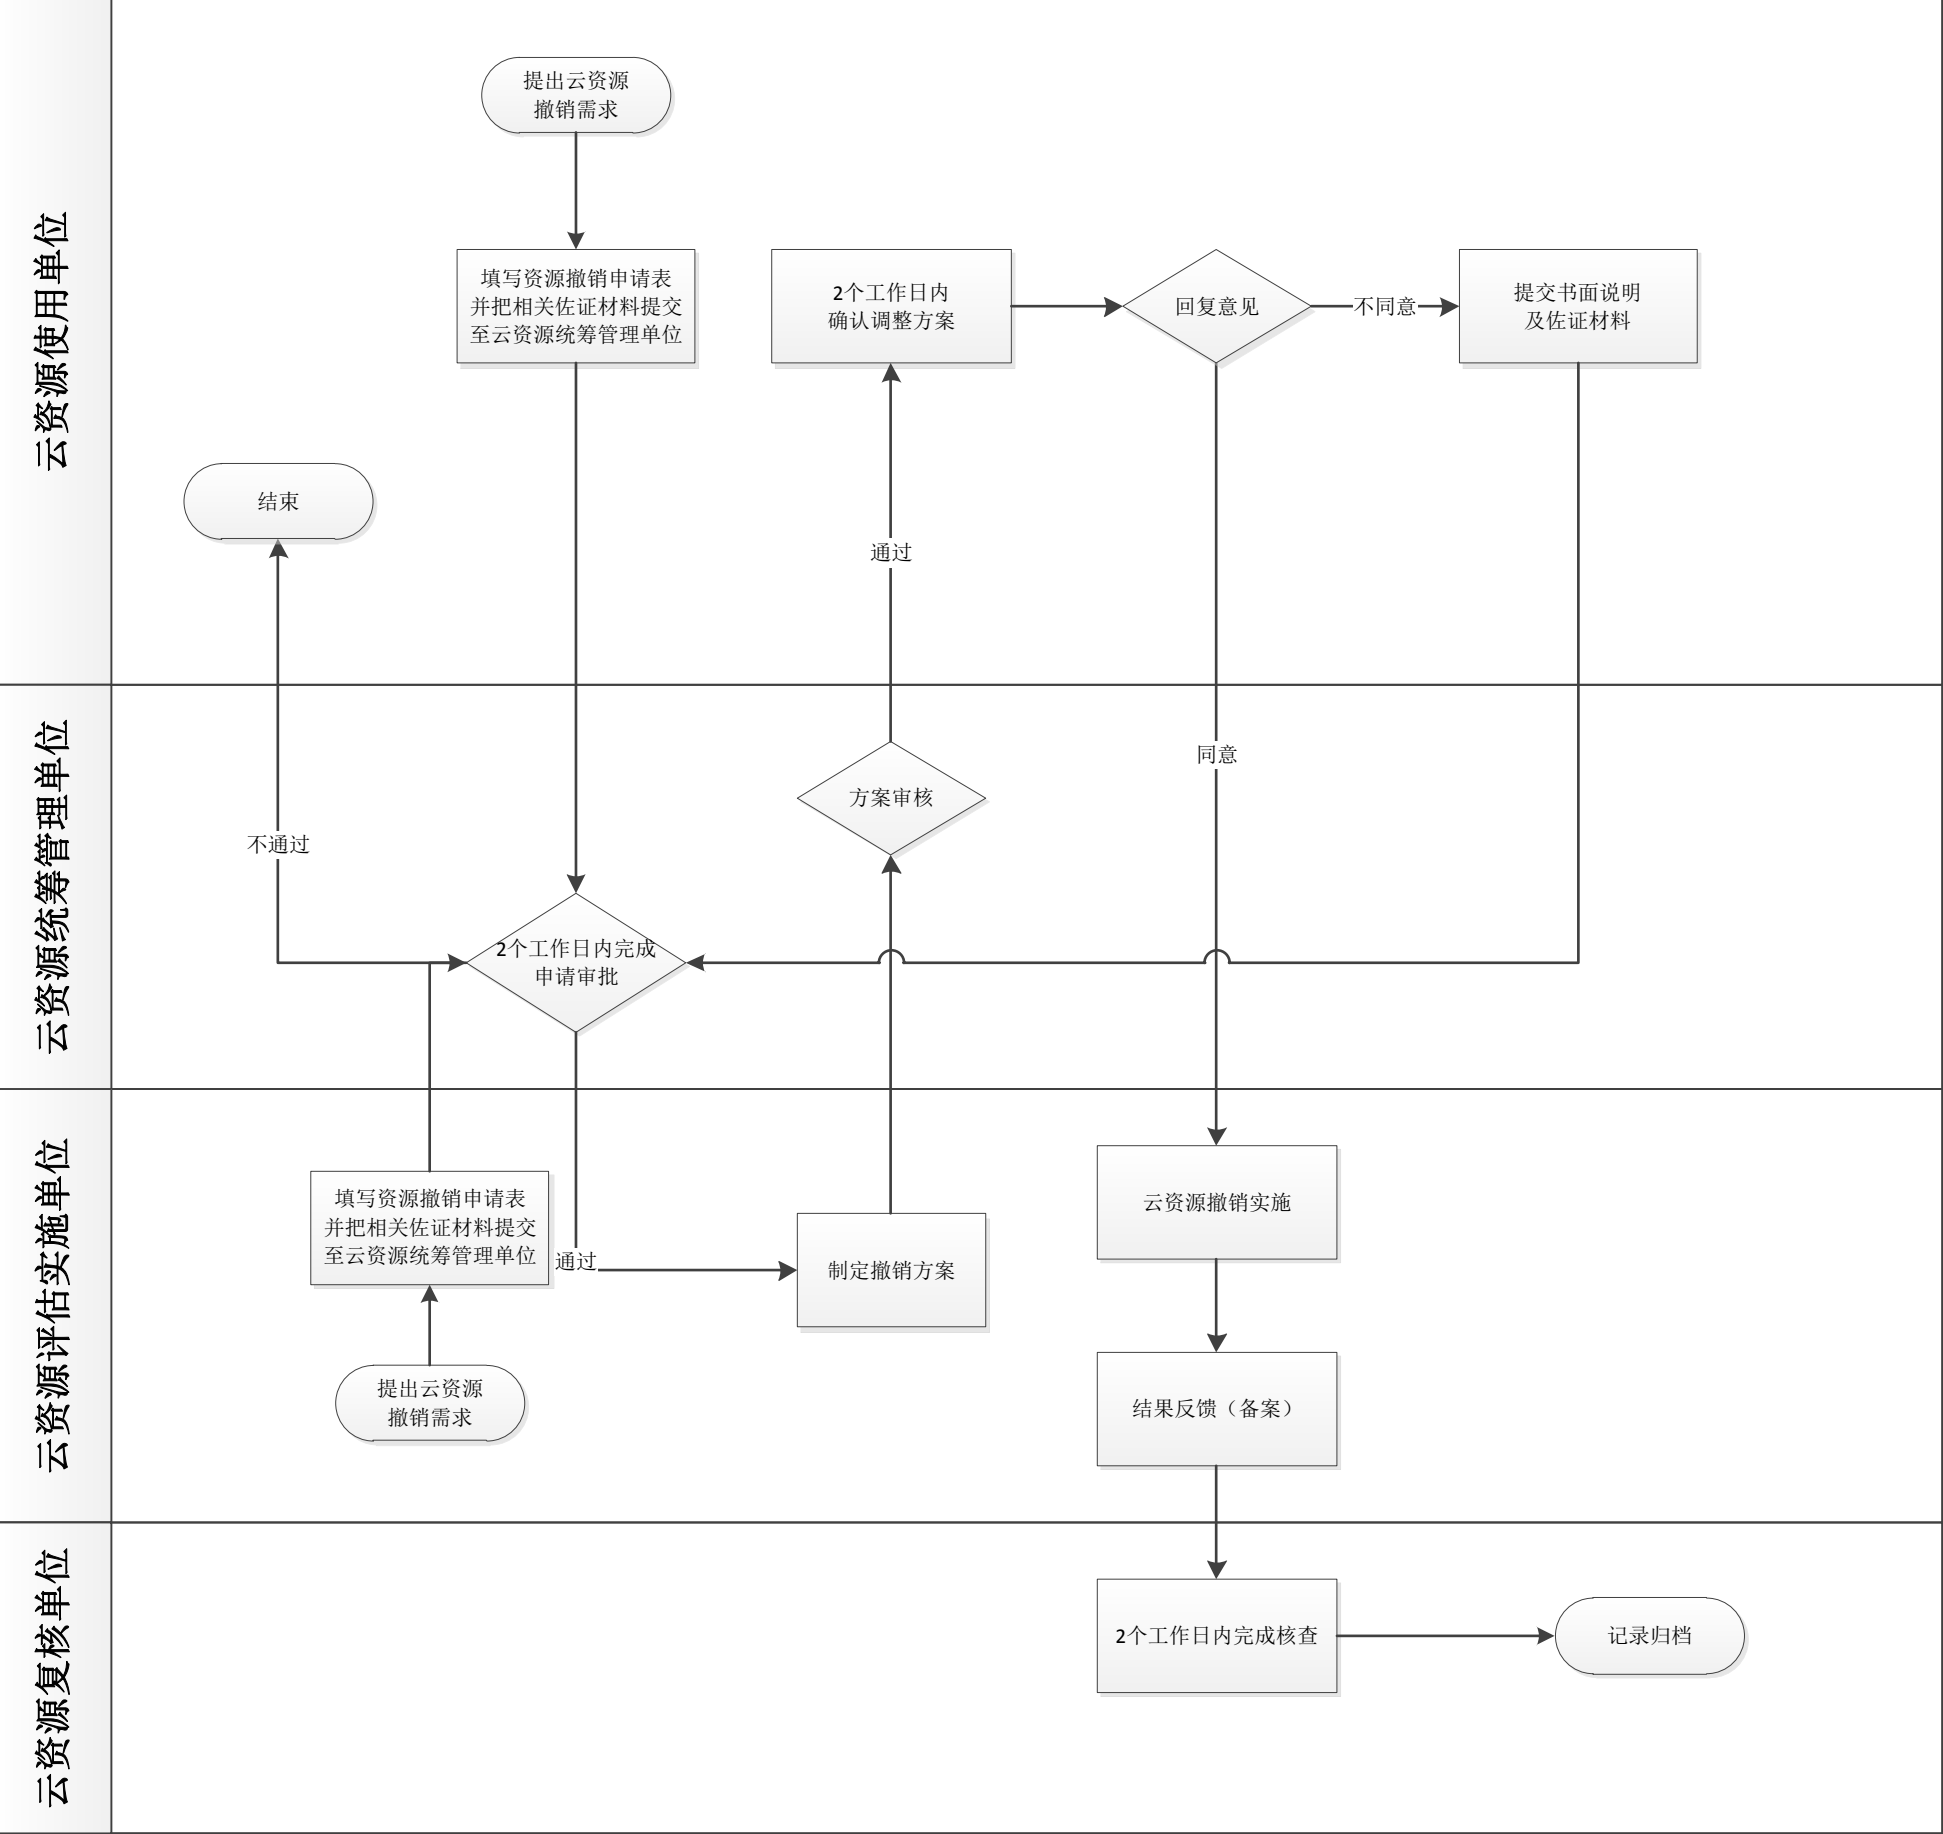 云资源使用单位
提出云资源
撤销需求
填写资源撤销申请表
并把相关佐证材料提交
至云资源统筹管理单位
2个工作日内
确认调整方案
回复意见
不同意
提交书面说明
及佐证材料
结束
通过
云资源统筹管理单位
同意
方案审核
不通过
2个工作日内完成
申请审批
云资源评估实施单位
填写资源撤销申请表
并把相关佐证材料提交
至云资源统筹管理单位
通过
制定撤销方案
云资源撤销实施
提出云资源
撤销需求
结果反馈（备案）
云资源复核单位
2个工作日内完成核查
记录归档